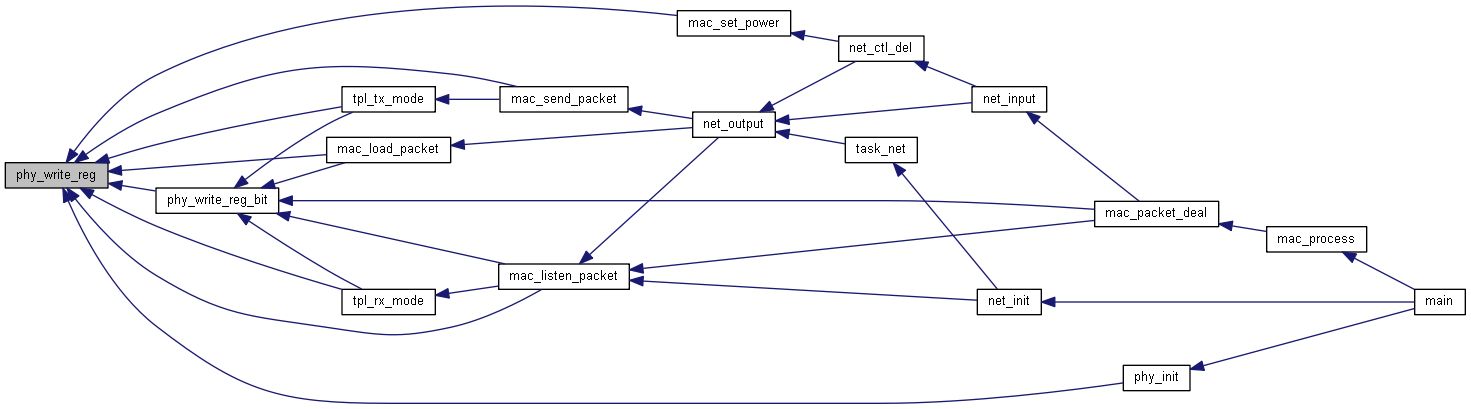 mac_set_power
net_ctl_del
tpl_tx_mode
mac_send_packet
net_input
net_output
mac_load_packet
task_net
phy_write_reg
phy_write_reg_bit
mac_packet_deal
mac_process
mac_listen_packet
tpl_rx_mode
net_init
main
phy_init